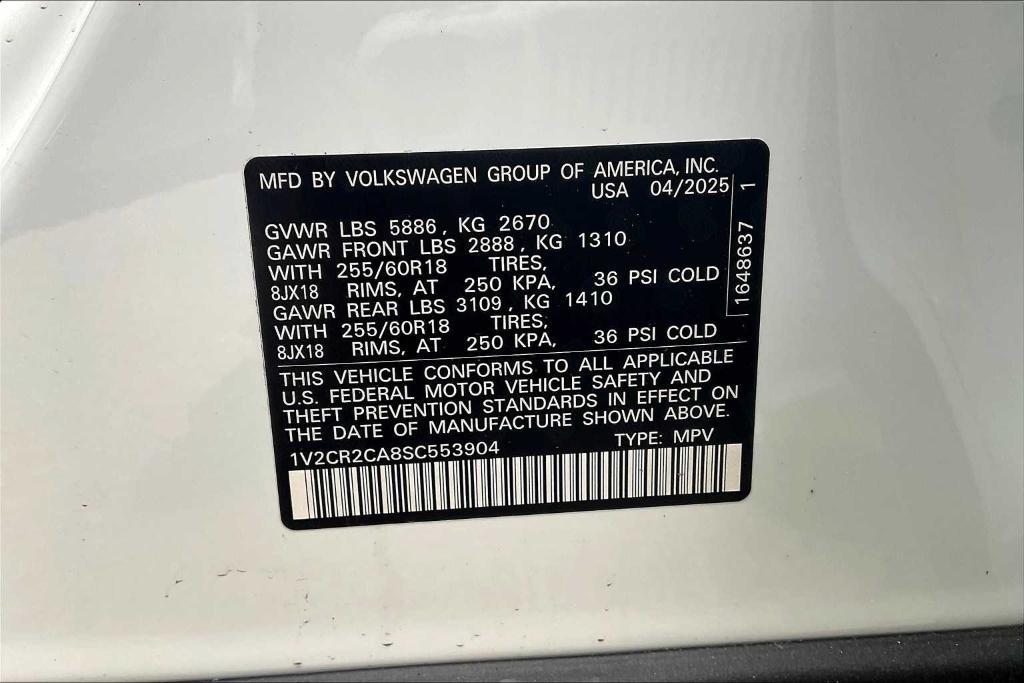 MFD BY VOLKSWAGEN GROUP OF AMERICA, INC.
USA 04/2025
GVWR LBS 5886, KG 2670
GAWR FRONT LBS 2888, KG 1310
WITH 255/60R18 TIRES,
8JX18 RIMS, AT 250 KPA, 36 PSI COLD
GAWR REAR LBS 3109, KG 1410
WITH 255/60R18 TIRES,
8JX18 RIMS, AT 250 KPA, 36 PSI COLD
1648637 1
THIS VEHICLE CONFORMS TO ALL APPLICABLE
U.S. FEDERAL MOTOR VEHICLE SAFETY AND
THEFT PREVENTION STANDARDS IN EFFECT ON
THE DATE OF MANUFACTURE SHOWN ABOVE.
1V2CR2CA8SC553904 TYPE: MPV